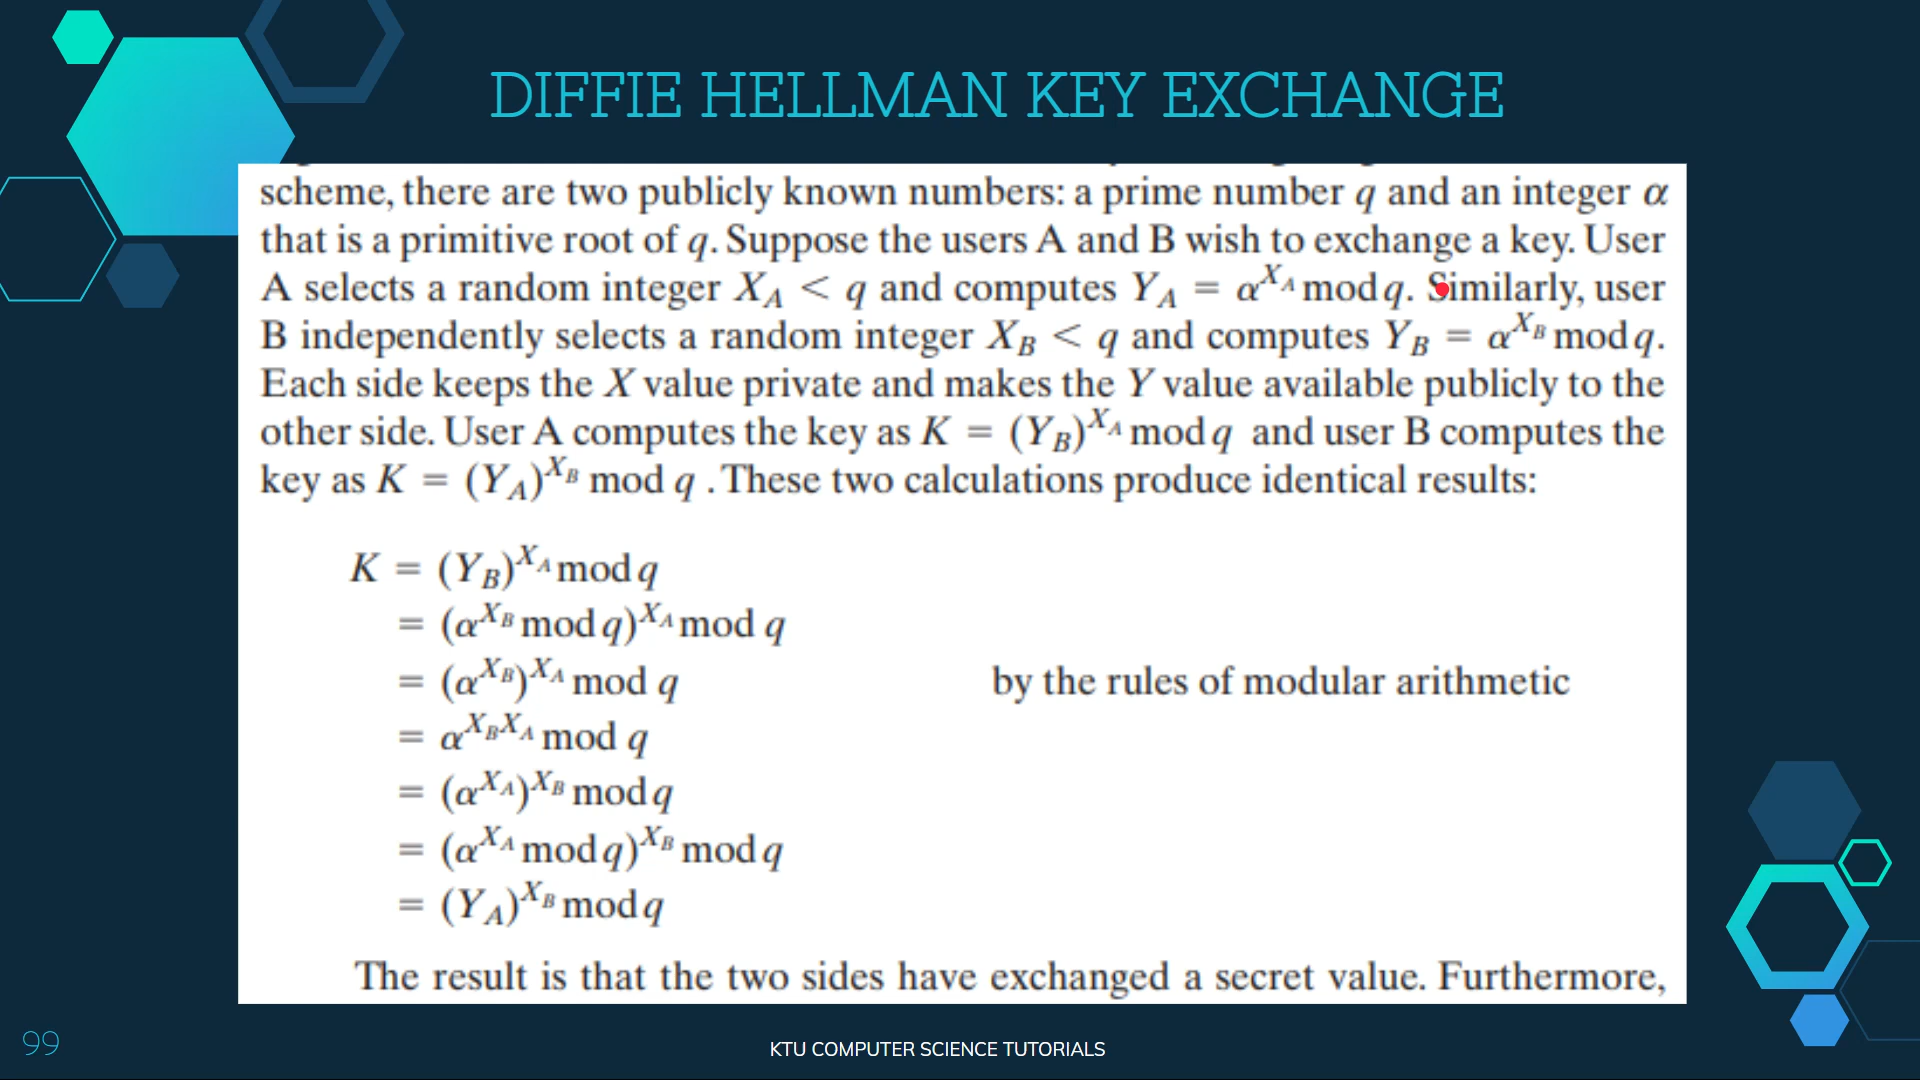 DIFFIE HELLMAN KEY EXCHANGE
scheme, there are two publicly known numbers: a prime number q and an integer α
that is a primitive root of q. Suppose the users A and B wish to exchange a key. User
A selects a random integer X_A < q and computes Y_A = α^{X_A} mod q. Similarly, user
B independently selects a random integer X_B < q and computes Y_B = α^{X_B} mod q.
Each side keeps the X value private and makes the Y value available publicly to the
other side. User A computes the key as K = (Y_B)^{X_A} mod q and user B computes the
key as K = (Y_A)^{X_B} mod q . These two calculations produce identical results:
K = (Y_B)^{X_A} mod q
= (α^{X_B} mod q)^{X_A} mod q
= (α^{X_B})^{X_A} mod q by the rules of modular arithmetic
= α^{X_B X_A} mod q
= (α^{X_A})^{X_B} mod q
= (α^{X_A} mod q)^{X_B} mod q
= (Y_A)^{X_B} mod q
The result is that the two sides have exchanged a secret value. Furthermore,
99
KTU COMPUTER SCIENCE TUTORIALS